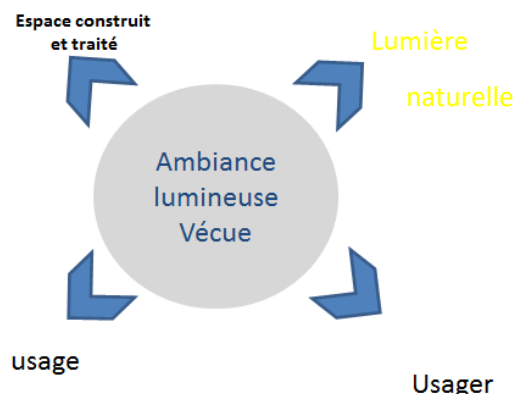 Espace construit
et traité
Lumière
naturelle
Ambiance
lumineuse
Vécue
usage
Usager